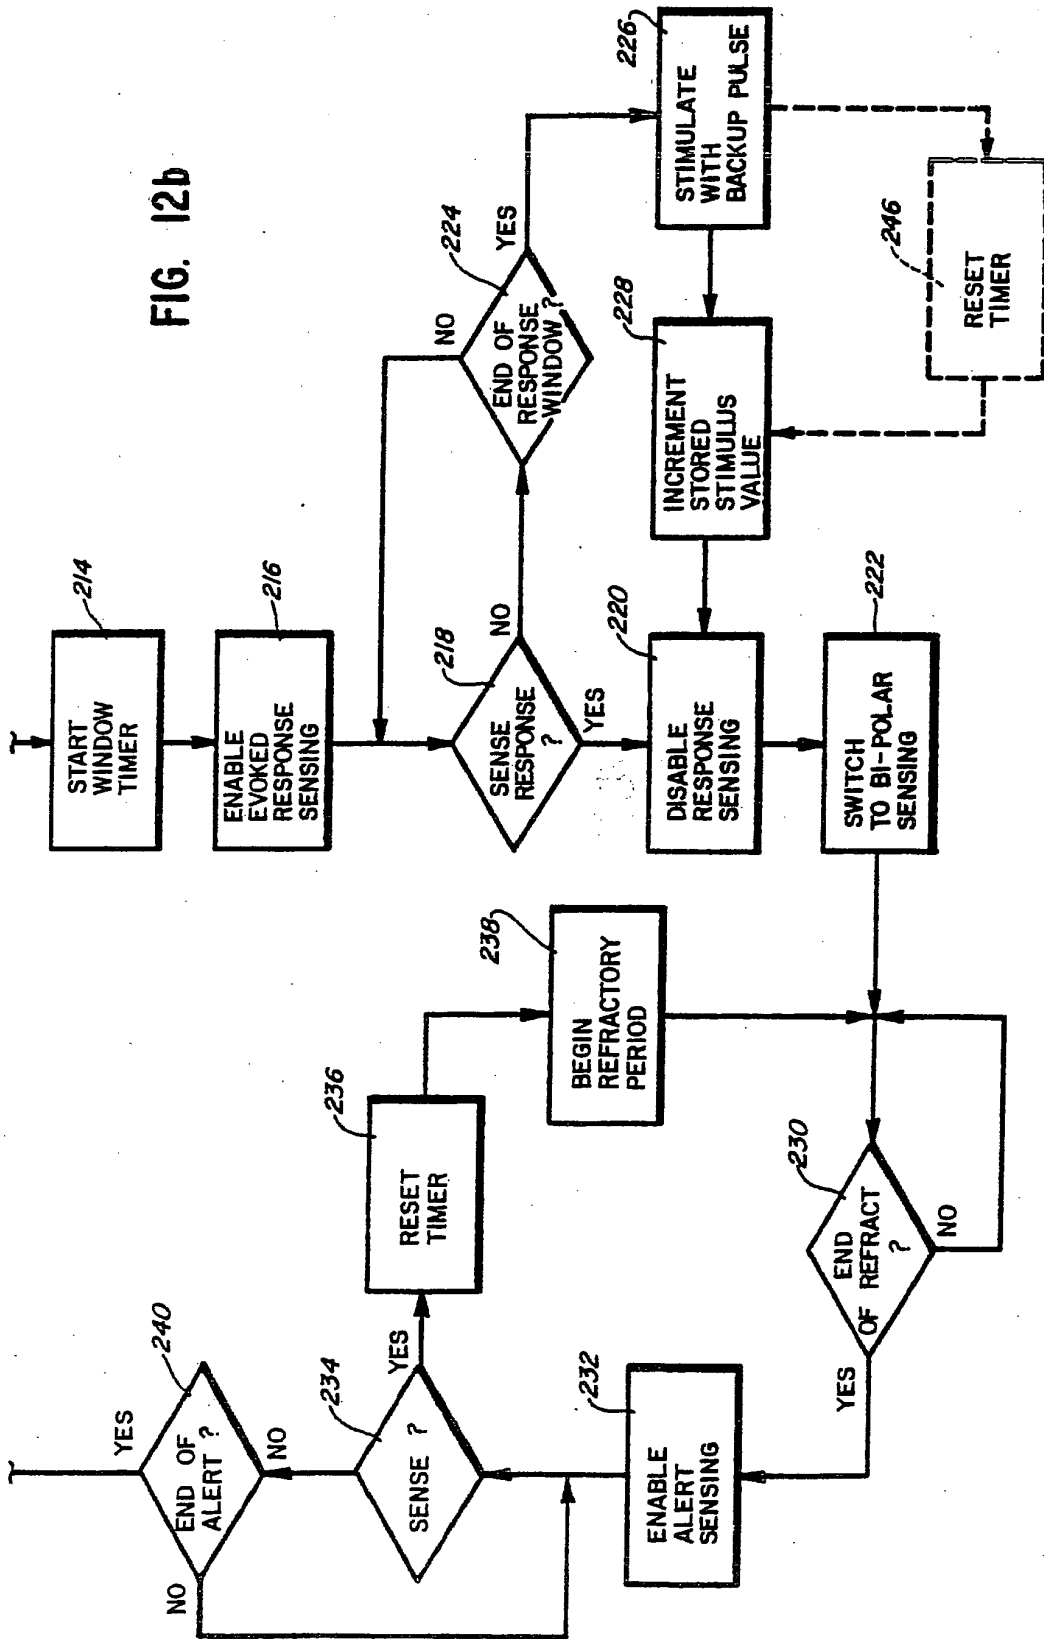 FIG. 12b
214
START
WINDOW
TIMER
216
ENABLE
EVOKED
RESPONSE
SENSING
218
SENSE
RESPONSE
?
NO
YES
224
END OF
RESPONSE
WINDOW ?
NO
YES
226
STIMULATE
WITH
BACKUP PULSE
246
RESET
TIMER
228
INCREMENT
STORED
STIMULUS
VALUE
220
DISABLE
RESPONSE
SENSING
222
SWITCH
TO BI-POLAR
SENSING
230
END
OF REFRACT
?
NO
YES
232
ENABLE
ALERT
SENSING
234
SENSE ?
YES
NO
236
RESET
TIMER
238
BEGIN
REFRACTORY
PERIOD
240
END OF
ALERT ?
YES
NO